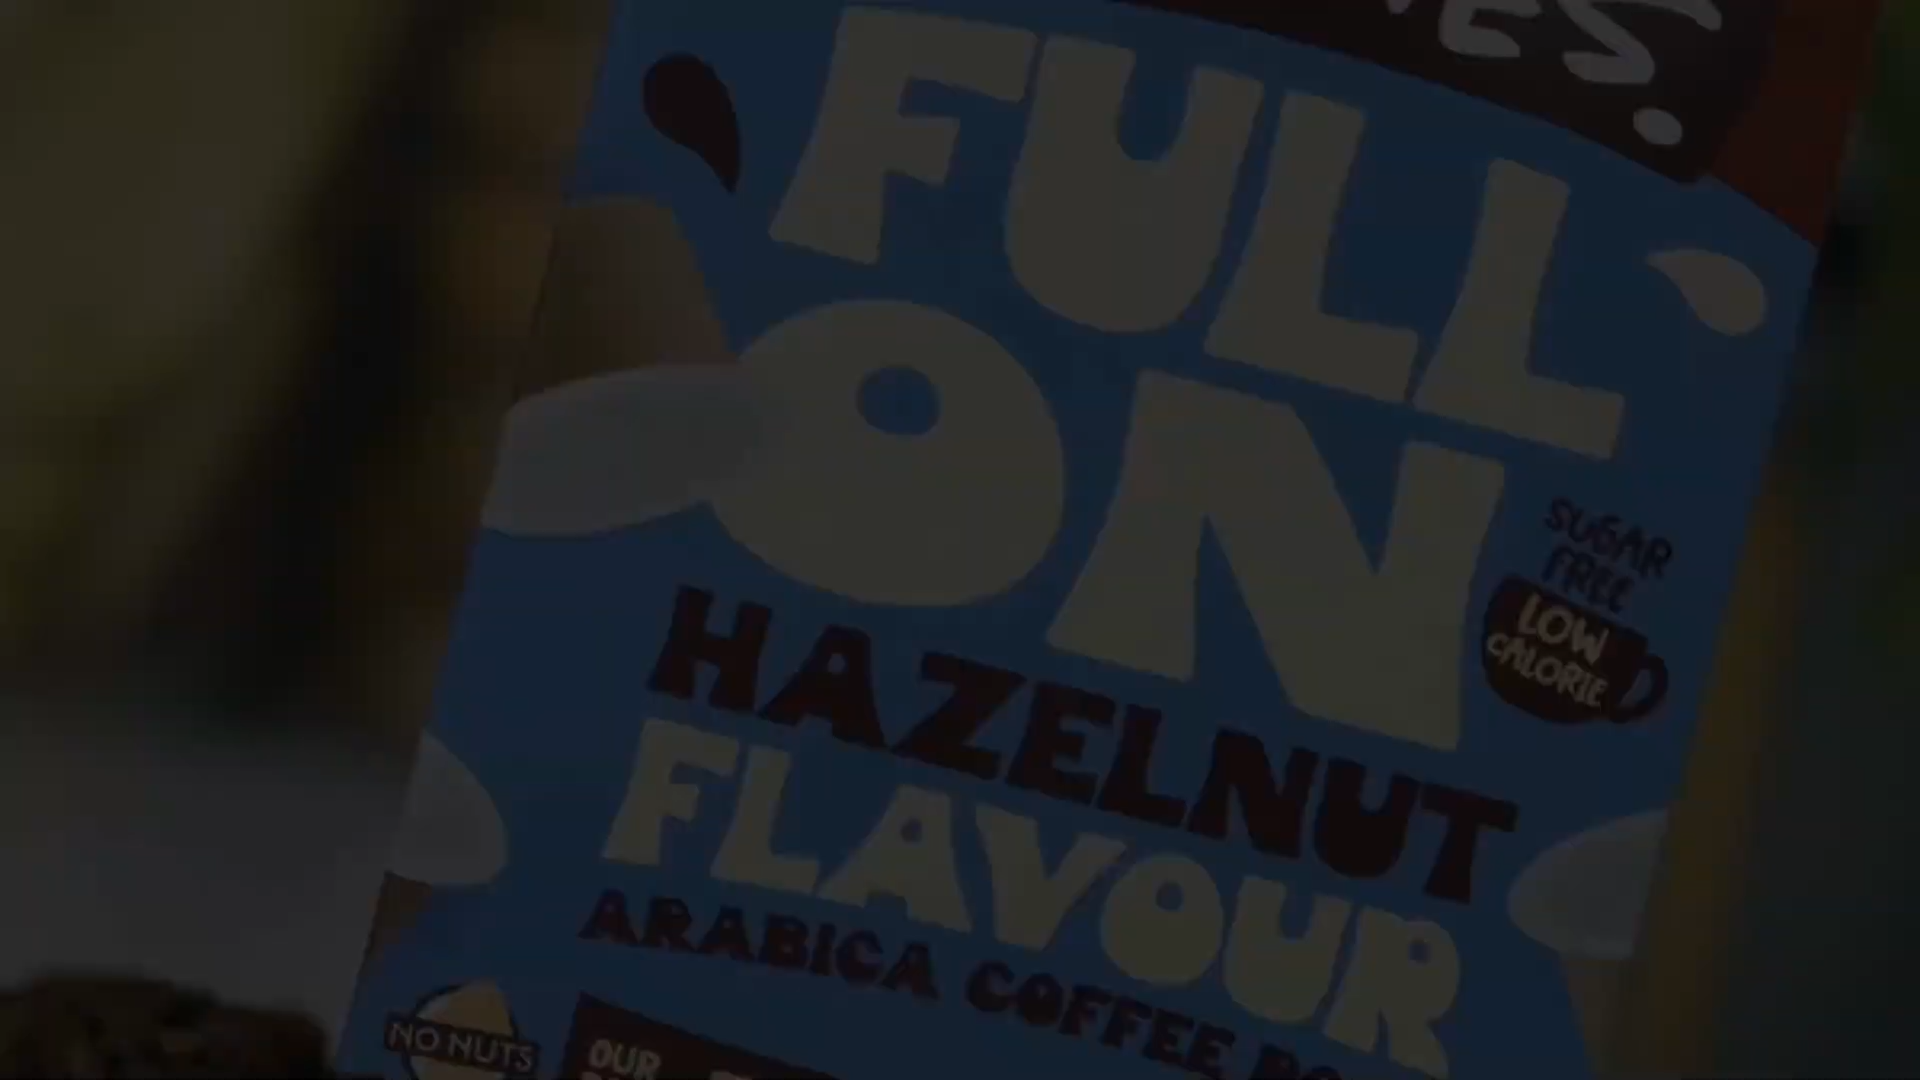 FULL
ON
SUGAR
FREE
LOW
CALORIE
HAZELNUT
FLAVOUR
ARABICA COFFEE
NO NUTS
OUR